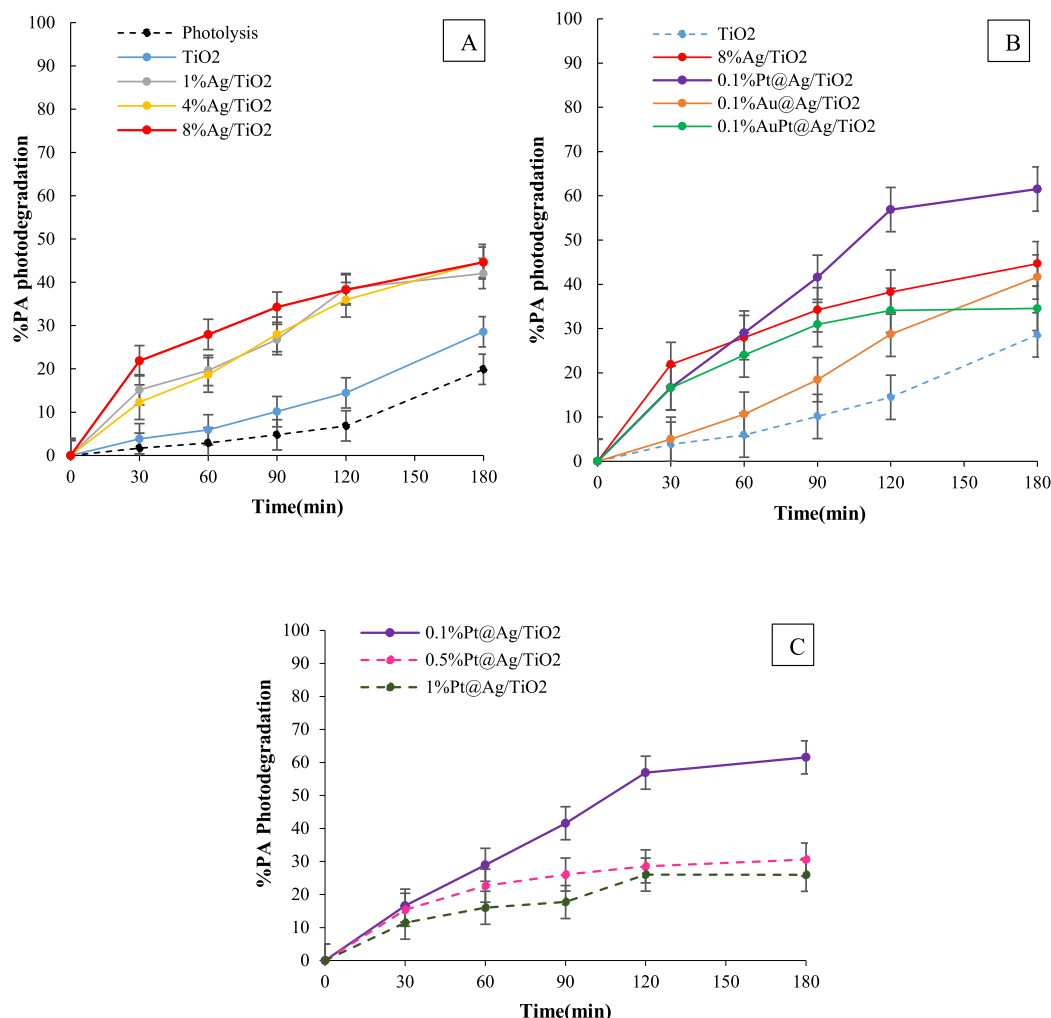 A
Photolysis
TiO2
1%Ag/TiO2
4%Ag/TiO2
8%Ag/TiO2
100
90
80
70
60
50
40
30
20
10
0
%PA photodegradation
0 30 60 90 120 150 180
Time(min)
B
TiO2
8%Ag/TiO2
0.1%Pt@Ag/TiO2
0.1%Au@Ag/TiO2
0.1%AuPt@Ag/TiO2
100
90
80
70
60
50
40
30
20
10
0
%PA photodegradation
0 30 60 90 120 150 180
Time(min)
C
0.1%Pt@Ag/TiO2
0.5%Pt@Ag/TiO2
1%Pt@Ag/TiO2
100
90
80
70
60
50
40
30
20
10
0
%PA Photodegradation
0 30 60 90 120 150 180
Time(min)